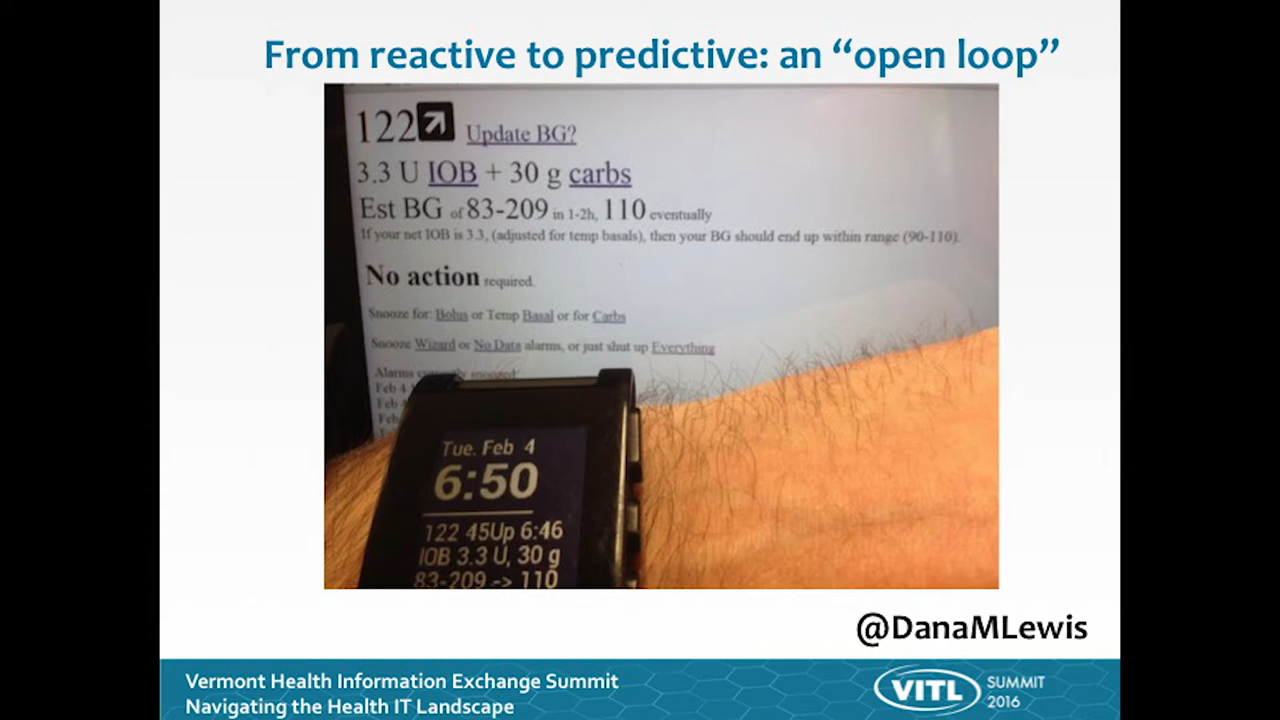 From reactive to predictive: an “open loop”
122 Update BG?
3.3 U IOB + 30 g carbs
Est BG of 83-209 in 1-2h, 110 eventually
If your net IOB is 3.3, (adjusted for temp basals), then your BG should end up within range (90-110).
No action required.
Snooze for: Bolus or Temp Basal or for Carbs
Snooze Wizard or No Data alarms, or just shut up Everything
Alarms snoozed:
Feb 4
Feb
Tue. Feb 4
6:50
122 45Up 6:46
IOB 3.3 U, 30 g
83-209 -> 110
@DanaMLewis
Vermont Health Information Exchange Summit
Navigating the Health IT Landscape
VITL
SUMMIT
2016